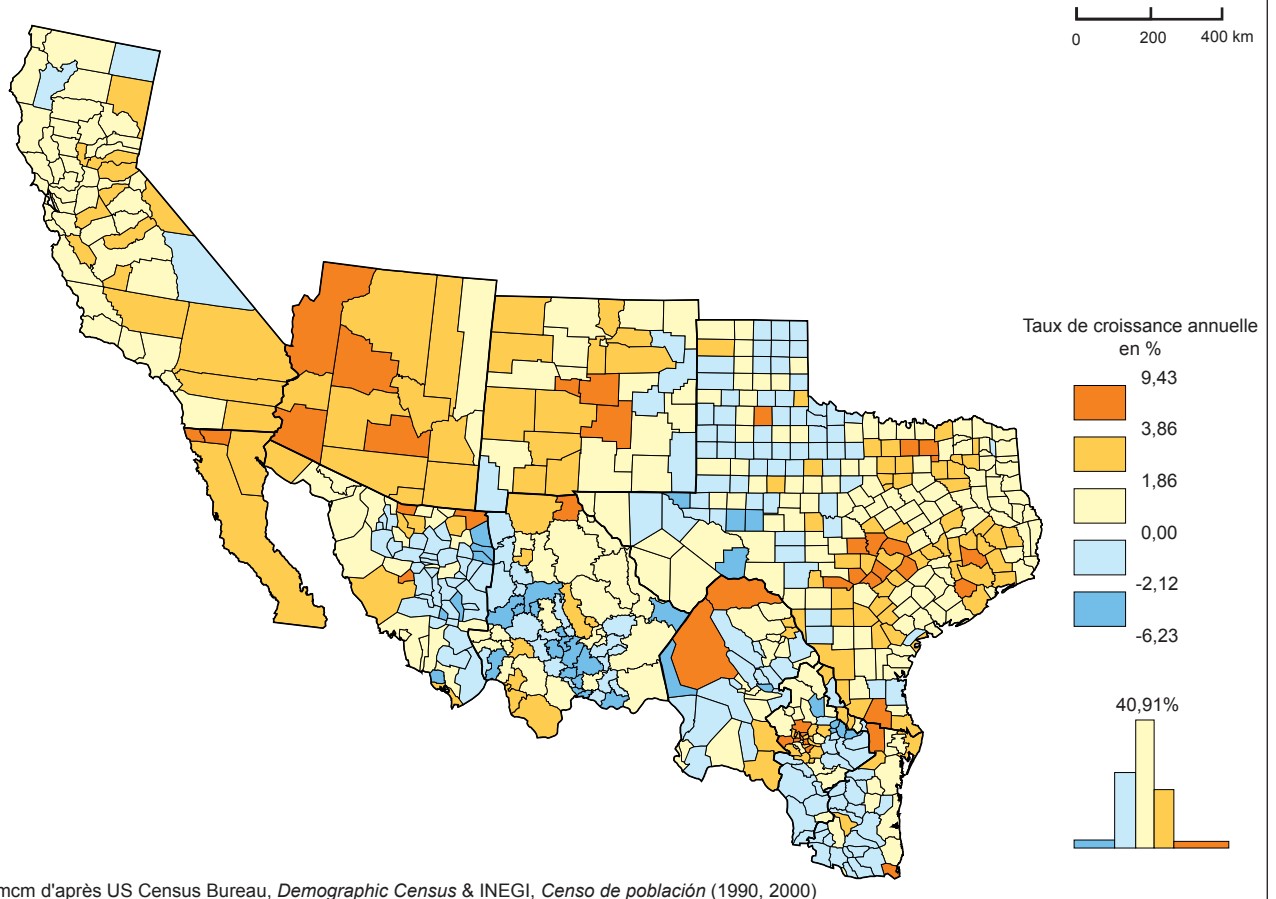 0 200 400 km
Taux de croissance annuelle
en %
9,43
3,86
1,86
0,00
-2,12
-6,23
40,91%
mcm d'après US Census Bureau, Demographic Census & INEGI, Censo de población (1990, 2000)